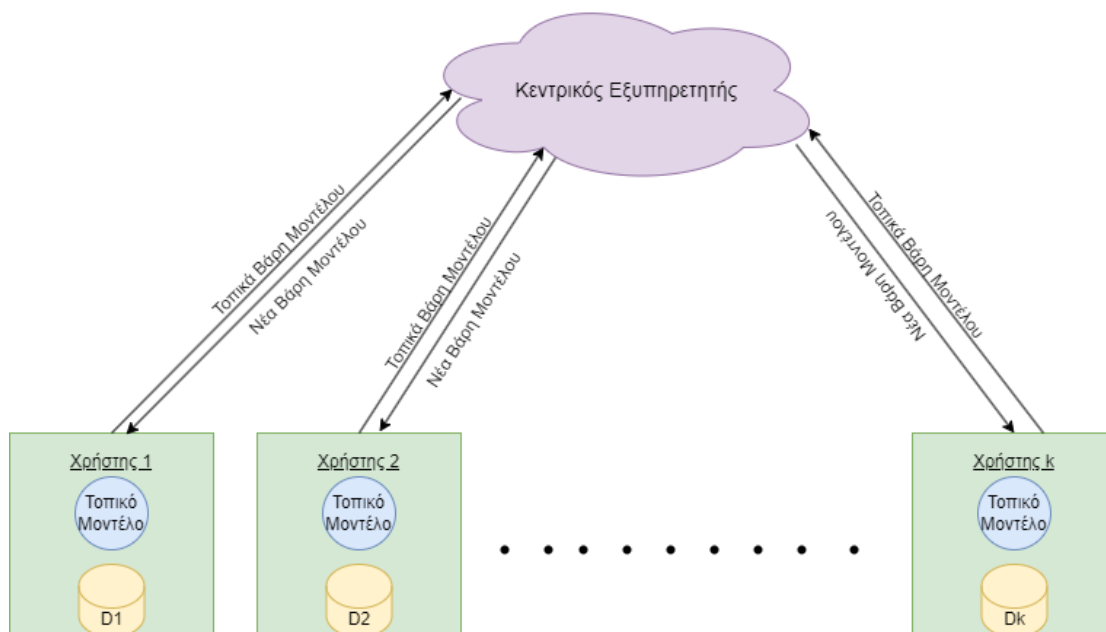 Κεντρικός Εξυπηρετητής
Τοπικά Βάρη Μοντέλου
Νέα Βάρη Μοντέλου
Τοπικά Βάρη Μοντέλου
Νέα Βάρη Μοντέλου
Τοπικά Βάρη Μοντέλου
Νέα Βάρη Μοντέλου
Χρήστης 1
Τοπικό
Μοντέλο
D1
Χρήστης 2
Τοπικό
Μοντέλο
D2
Χρήστης k
Τοπικό
Μοντέλο
Dk